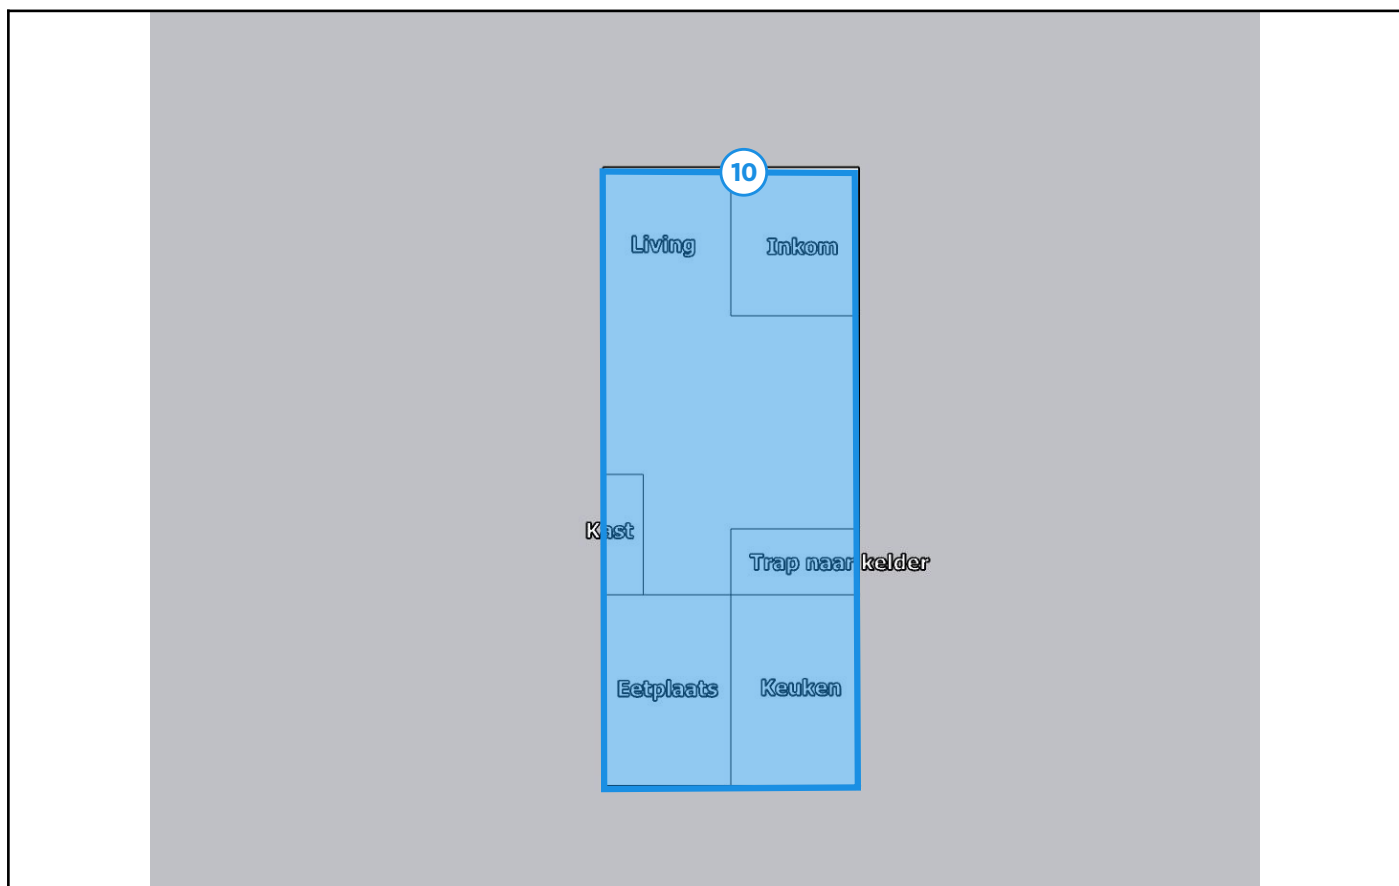 10
Living
Inkom
Kast
Trap naar kelder
Eetplaats
Keuken